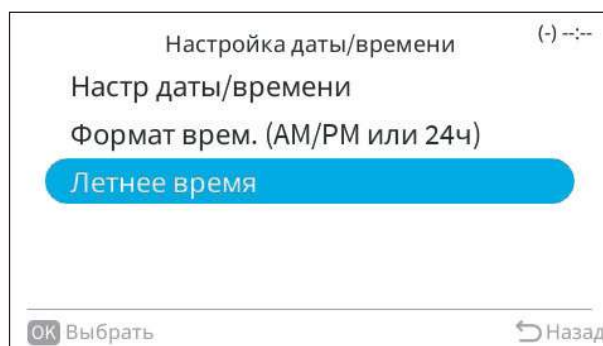 Настройка даты/времени (-) --:--
Настр даты/времени
Формат врем. (AM/PM или 24ч)
Летнее время
OK Выбрать Назад